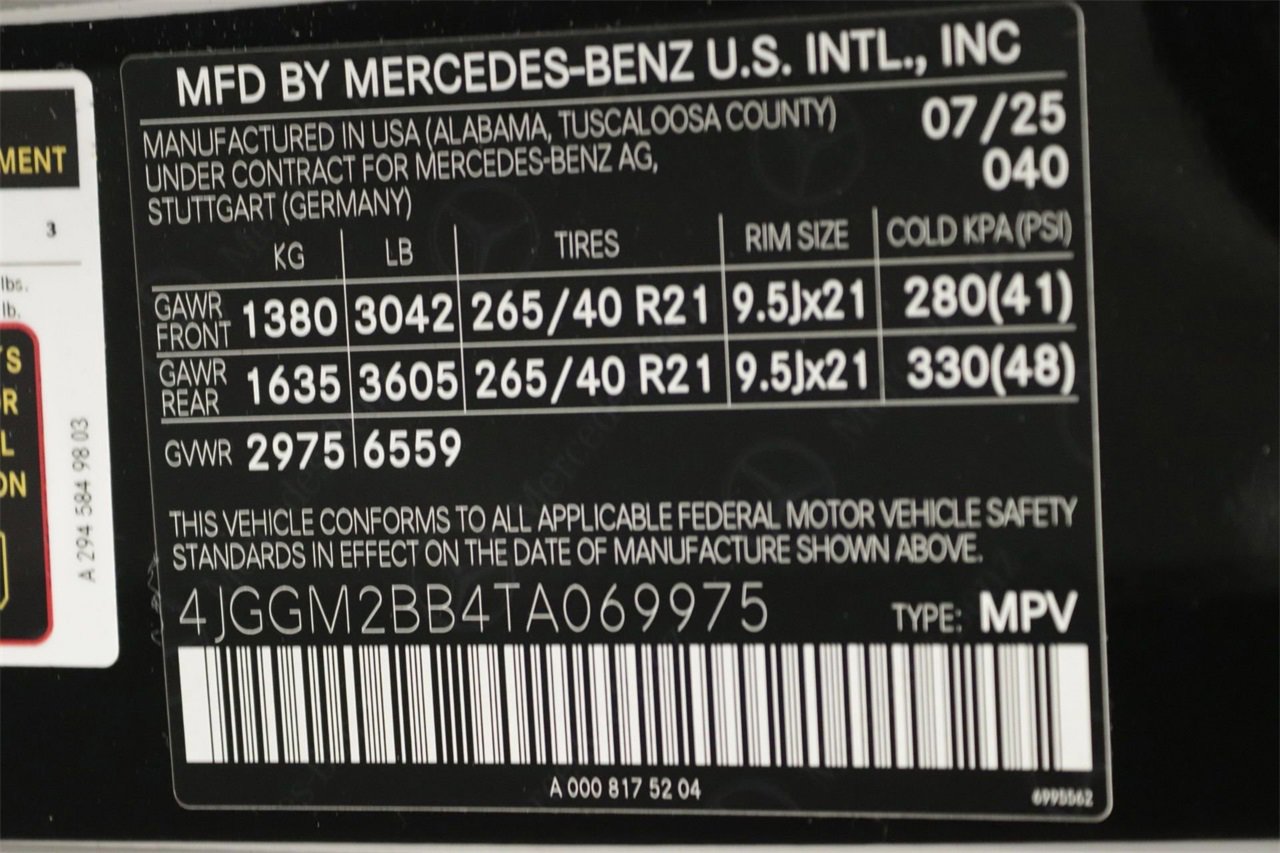 MENT
3
lbs.
lb.
'S
R
L
ON
A 294 584 98 03
MFD BY MERCEDES-BENZ U.S. INTL., INC
MANUFACTURED IN USA (ALABAMA, TUSCALOOSA COUNTY) 07/25
UNDER CONTRACT FOR MERCEDES-BENZ AG, 040
STUTTGART (GERMANY)
KG LB TIRES RIM SIZE COLD KPA (PSI)
GAWR FRONT 1380 3042 265/40 R21 9.5Jx21 280(41)
GAWR REAR 1635 3605 265/40 R21 9.5Jx21 330(48)
GVWR 2975 6559
THIS VEHICLE CONFORMS TO ALL APPLICABLE FEDERAL MOTOR VEHICLE SAFETY
STANDARDS IN EFFECT ON THE DATE OF MANUFACTURE SHOWN ABOVE.
4JGGM2BB4TA069975 TYPE: MPV
A 000 817 52 04
6995562